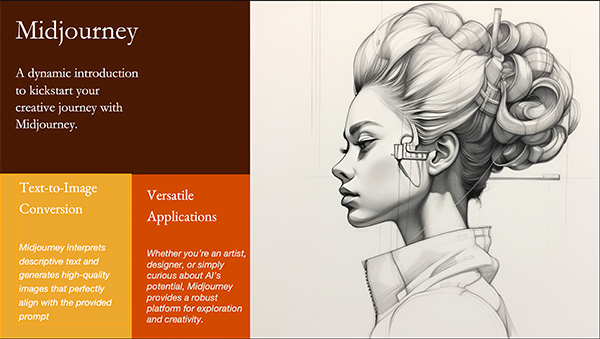 Midjourney
A dynamic introduction
to kickstart your
creative journey with
Midjourney.
Text-to-Image
Conversion
Midjourney interprets
descriptive text and
generates high-quality
images that perfectly
align with the provided
prompt
Versatile
Applications
Whether you're an artist,
designer, or simply
curious about AI's
potential, Midjourney
provides a robust
platform for exploration
and creativity.